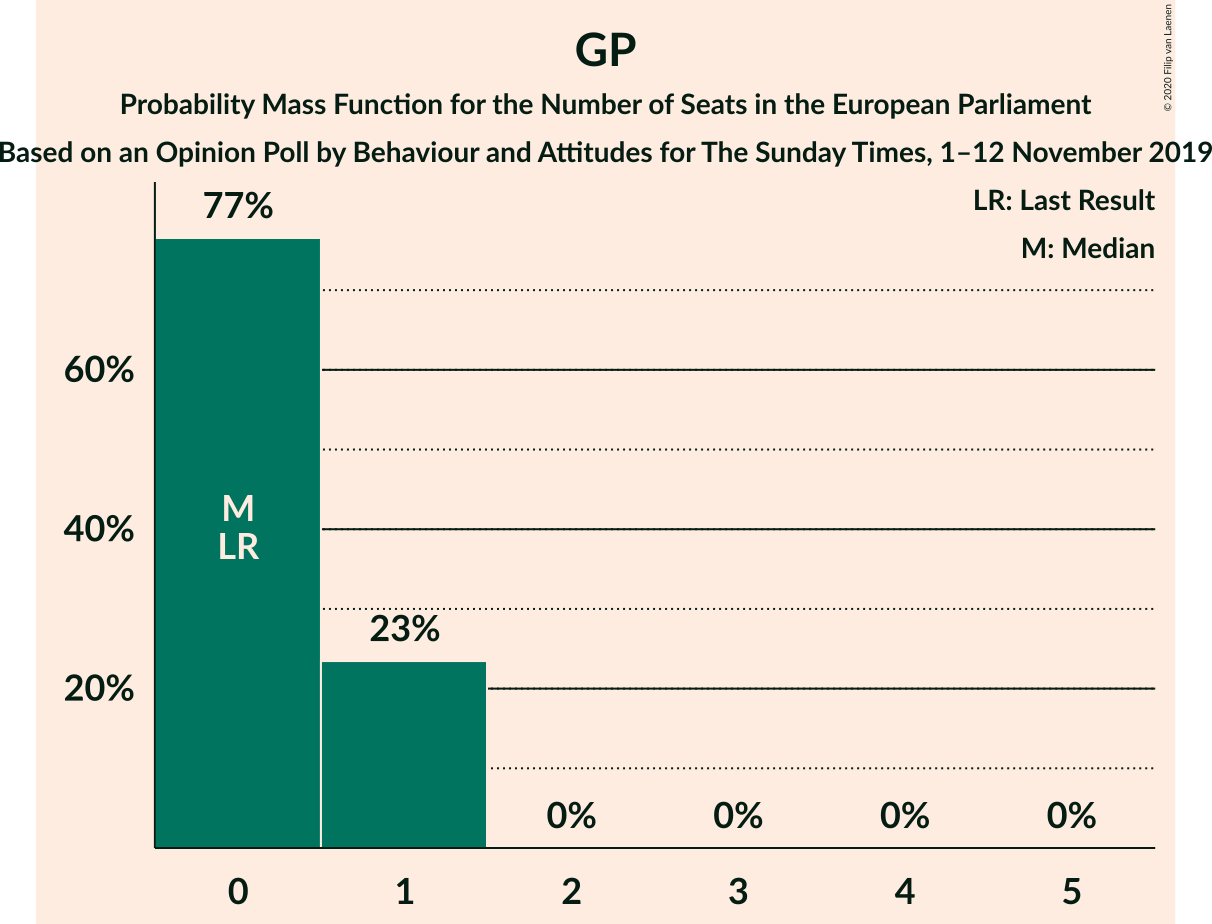 GP
Probability Mass Function for the Number of Seats in the European Parliament
Based on an Opinion Poll by Behaviour and Attitudes for The Sunday Times, 1–12 November 2019
© 2020 Filip van Laenen
LR: Last Result
M: Median
77%
60%
M
40%
LR
23%
20%
0% 0% 0% 0%
0 1 2 3 4 5